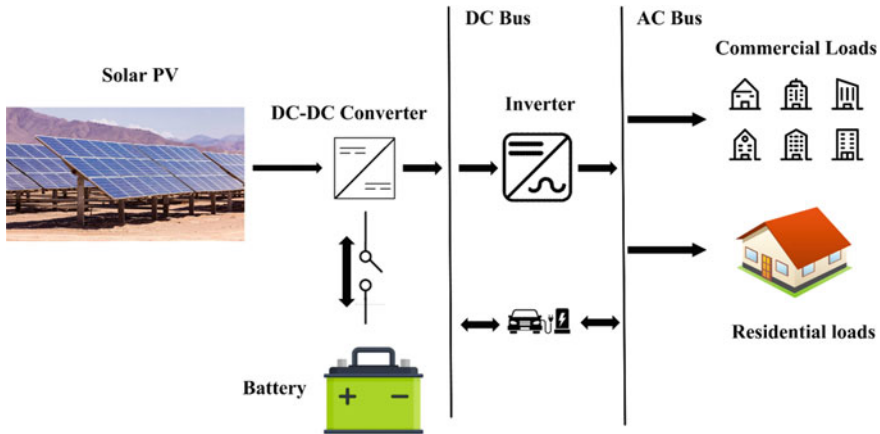 DC Bus
AC Bus
Commercial Loads
Solar PV
DC-DC Converter
Inverter
Residential loads
Battery